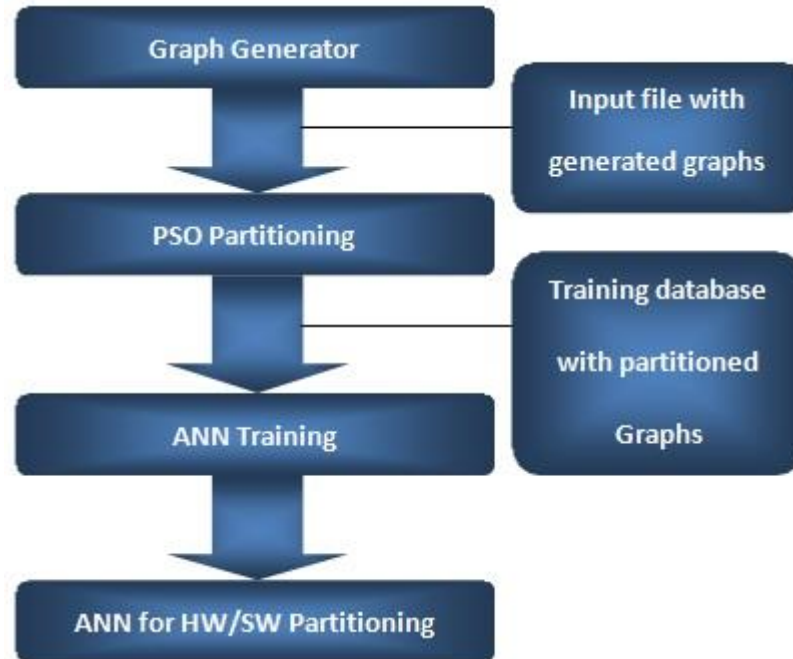 Graph Generator
Input file with
generated graphs
PSO Partitioning
Training database
with partitioned
Graphs
ANN Training
ANN for HW/SW Partitioning